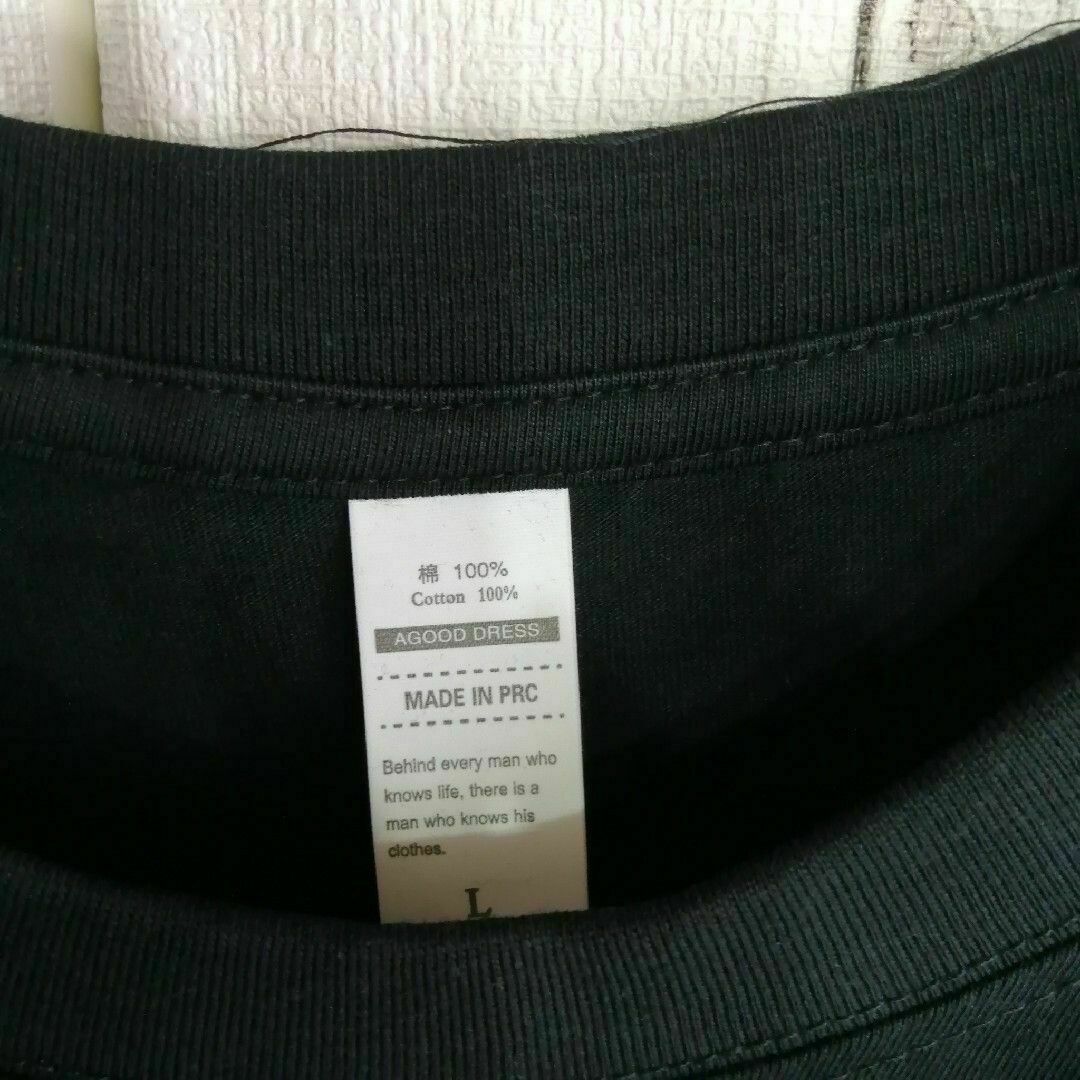 棉 100%
Cotton 100%
AGOOD DRESS
MADE IN PRC
Behind every man who
knows life, there is a
man who knows his
clothes.
L